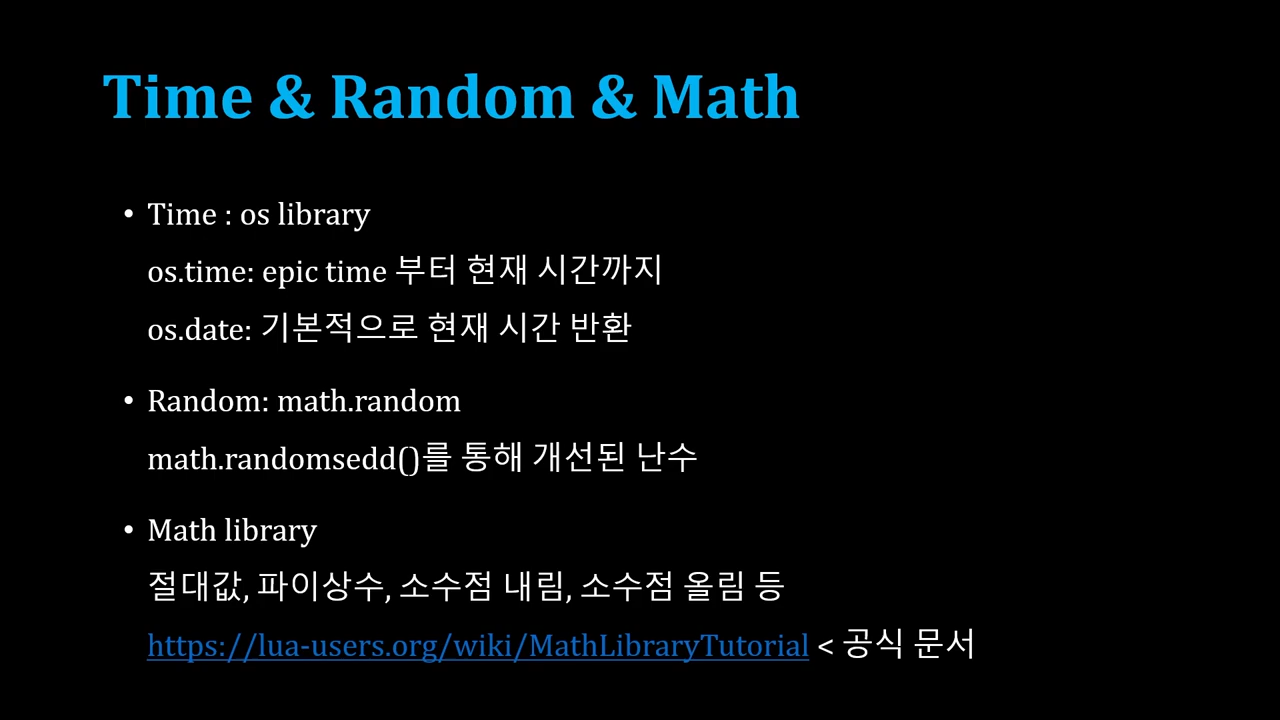 Time & Random & Math
• Time : os library
os.time: epic time 부터 현재 시간까지
os.date: 기본적으로 현재 시간 반환
• Random: math.random
math.randomsedd()를 통해 개선된 난수
• Math library
절대값, 파이상수, 소수점 내림, 소수점 올림 등
https://lua-users.org/wiki/MathLibraryTutorial < 공식 문서